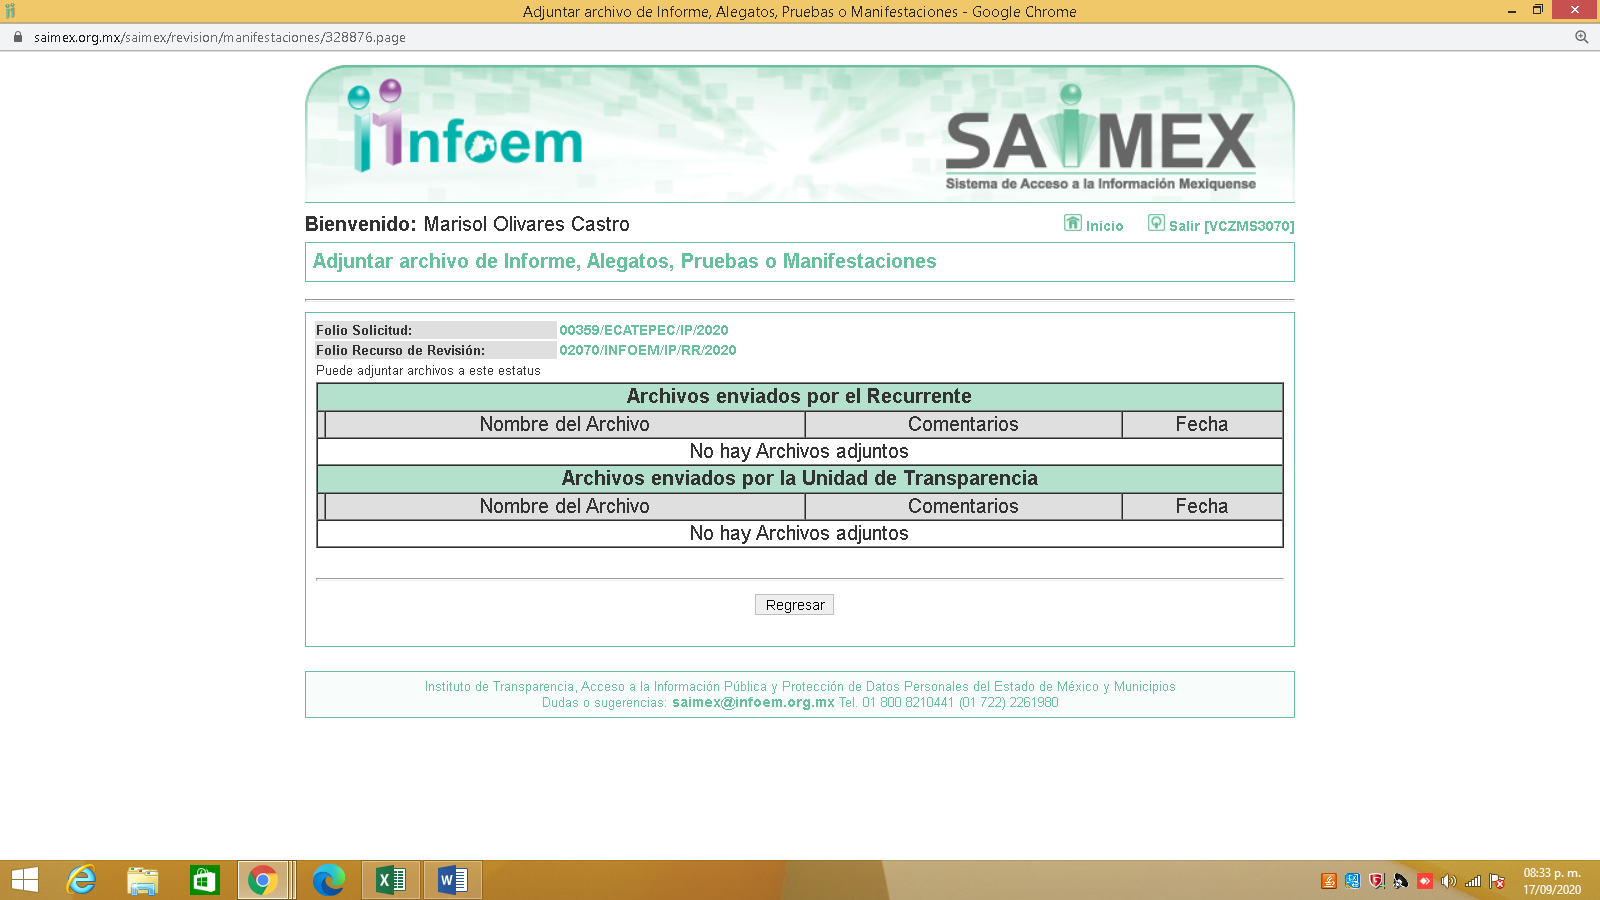 Adjuntar archivo de Informe, Alegatos, Pruebas o Manifestaciones - Google Chrome
saimex.org.mx/saimex/revision/manifestaciones/328876.page
infoem
SAIMEX
Sistema de Acceso a la Información Mexiquense
Bienvenido: Marisol Olivares Castro
Inicio
Salir [VCZMS3070]
Adjuntar archivo de Informe, Alegatos, Pruebas o Manifestaciones
Folio Solicitud: 00359/ECATEPEC/IP/2020
Folio Recurso de Revisión: 02070/INFOEM/IP/RR/2020
Puede adjuntar archivos a este estatus
Archivos enviados por el Recurrente
Nombre del Archivo Comentarios Fecha
No hay Archivos adjuntos
Archivos enviados por la Unidad de Transparencia
Nombre del Archivo Comentarios Fecha
No hay Archivos adjuntos
Regresar
Instituto de Transparencia, Acceso a la Información Pública y Protección de Datos Personales del Estado de México y Municipios
Dudas o sugerencias: saimex@infoem.org.mx Tel. 01 800 8210441 (01 722) 2261980
08:33 p. m.
17/09/2020